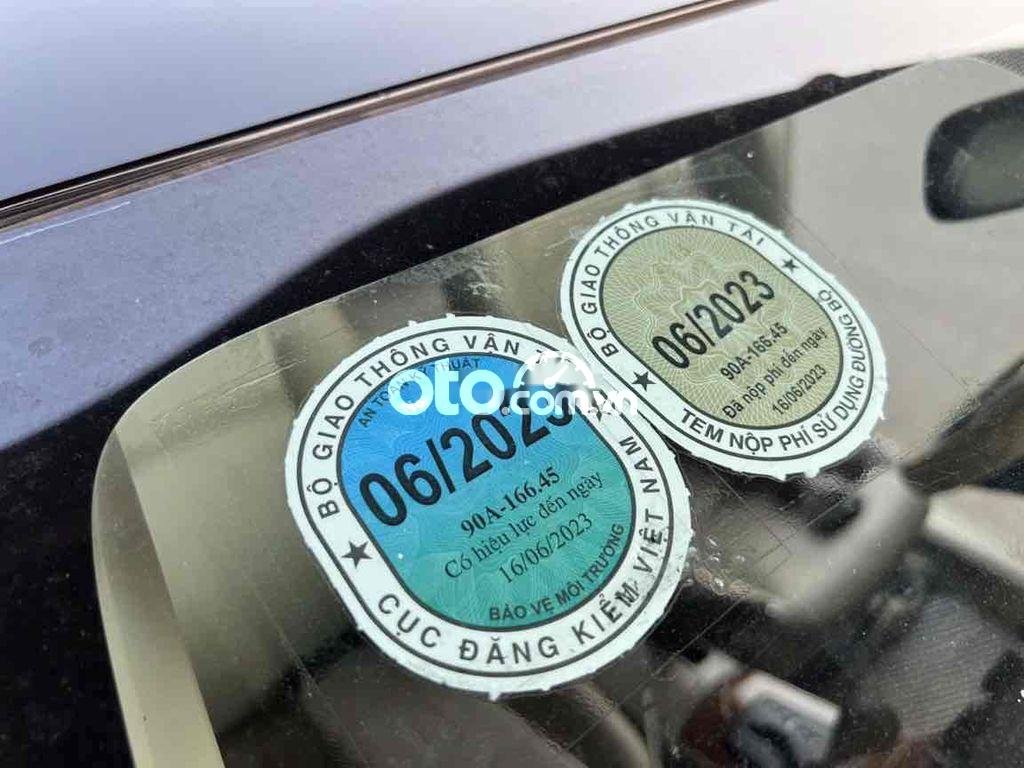 BỘ GIAO THÔNG VẬN TẢI
06/2023
90A-166.45
Đã nộp phí đến ngày
16/06/2023
TEM NỘP PHÍ SỬ DỤNG ĐƯỜNG BỘ
BỘ GIAO THÔNG VẬN
AN TOÀN KỸ THUẬT
oto.com.vn
06/2023
90A-166.45
Có hiệu lực đến ngày
16/06/2023
BẢO VỆ MÔI TRƯỜNG
CỤC ĐĂNG KIỂM VIỆT NAM